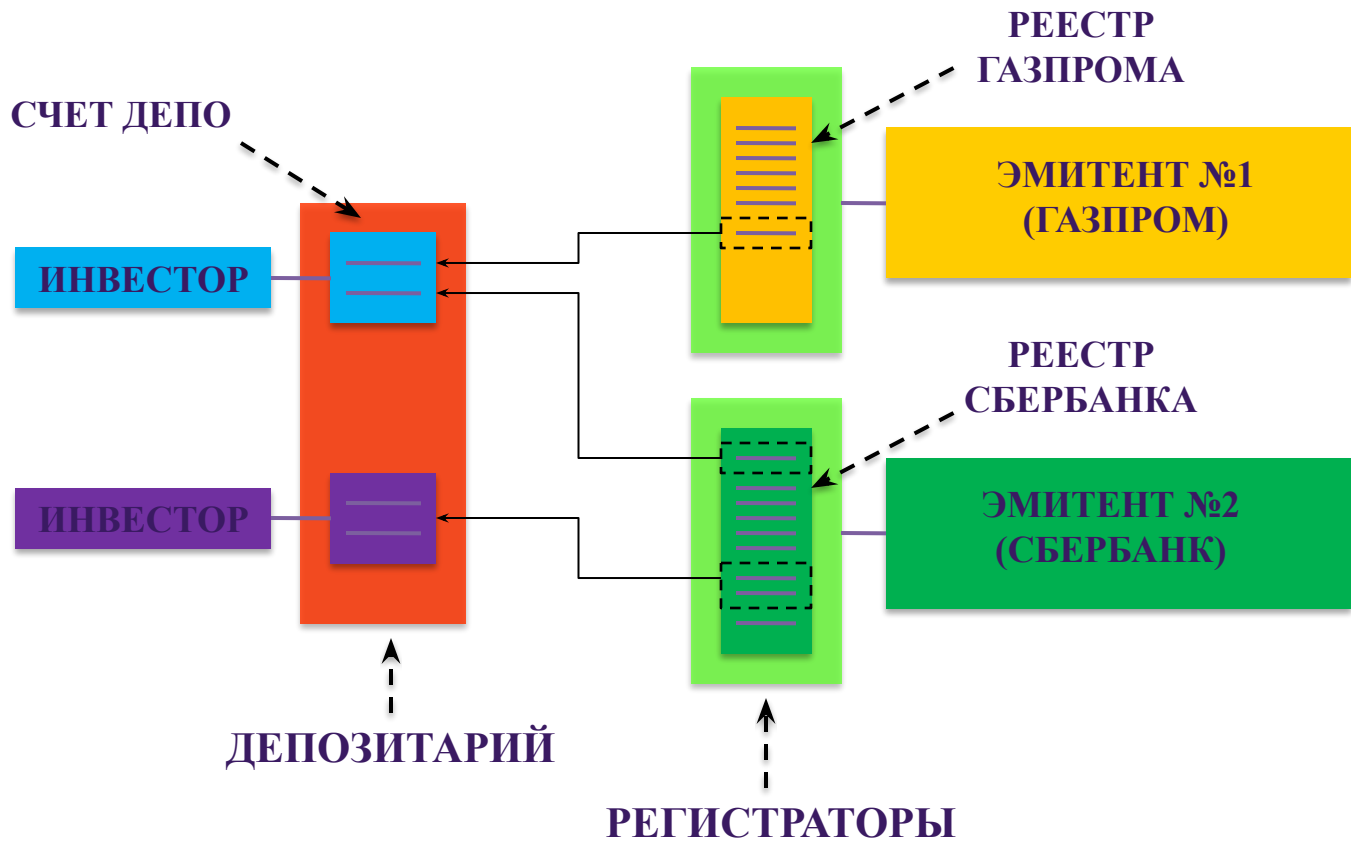 РЕЕСТР
ГАЗПРОМА
СЧЕТ ДЕПО
ЭМИТЕНТ №1
(ГАЗПРОМ)
ИНВЕСТОР
РЕЕСТР
СБЕРБАНКА
ИНВЕСТОР
ЭМИТЕНТ №2
(СБЕРБАНК)
ДЕПОЗИТАРИЙ
РЕГИСТРАТОРЫ